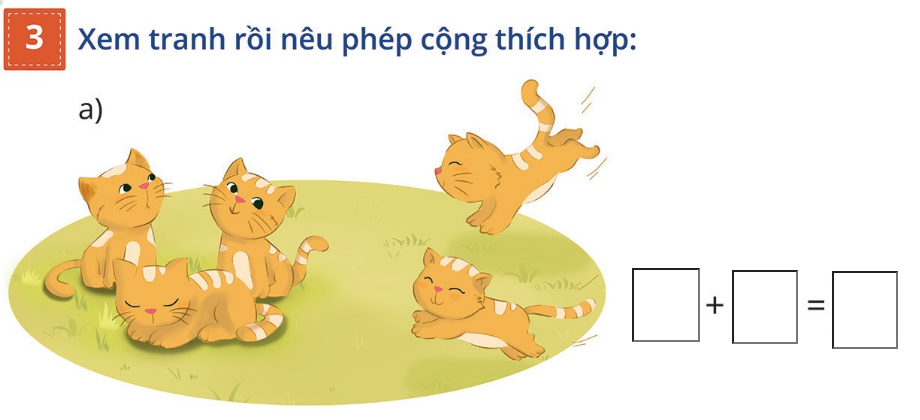 3 Xem tranh rồi nêu phép cộng thích hợp:
a)
+ =